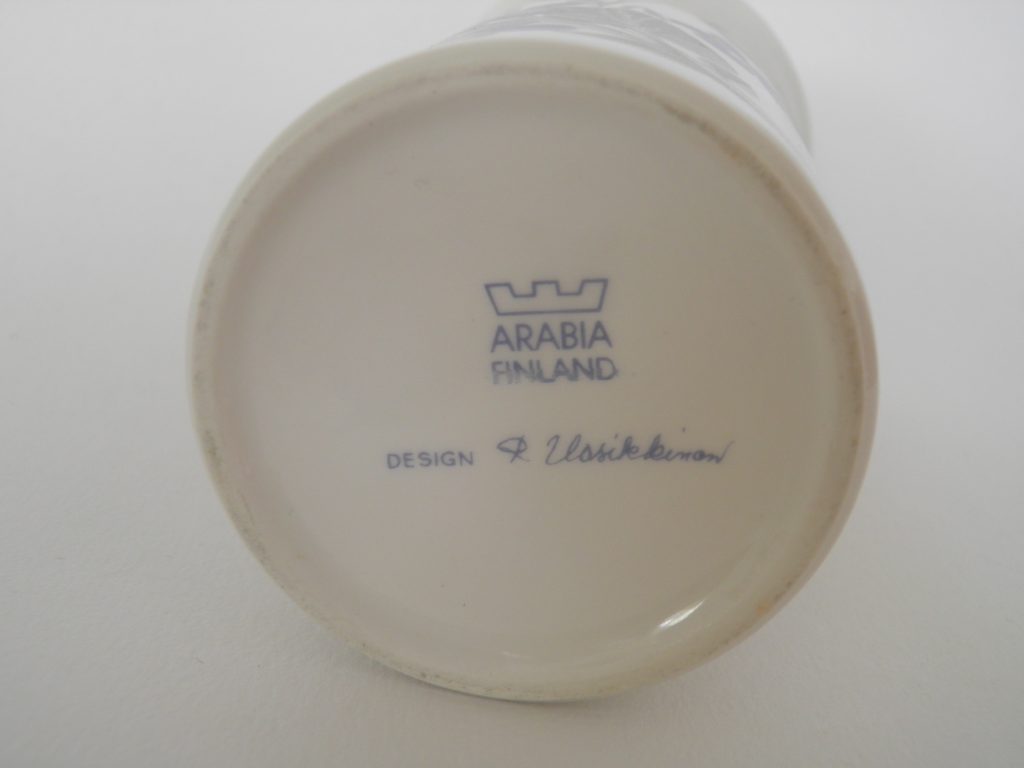 ARABIA
FINLAND
DESIGN R Uosikkinen